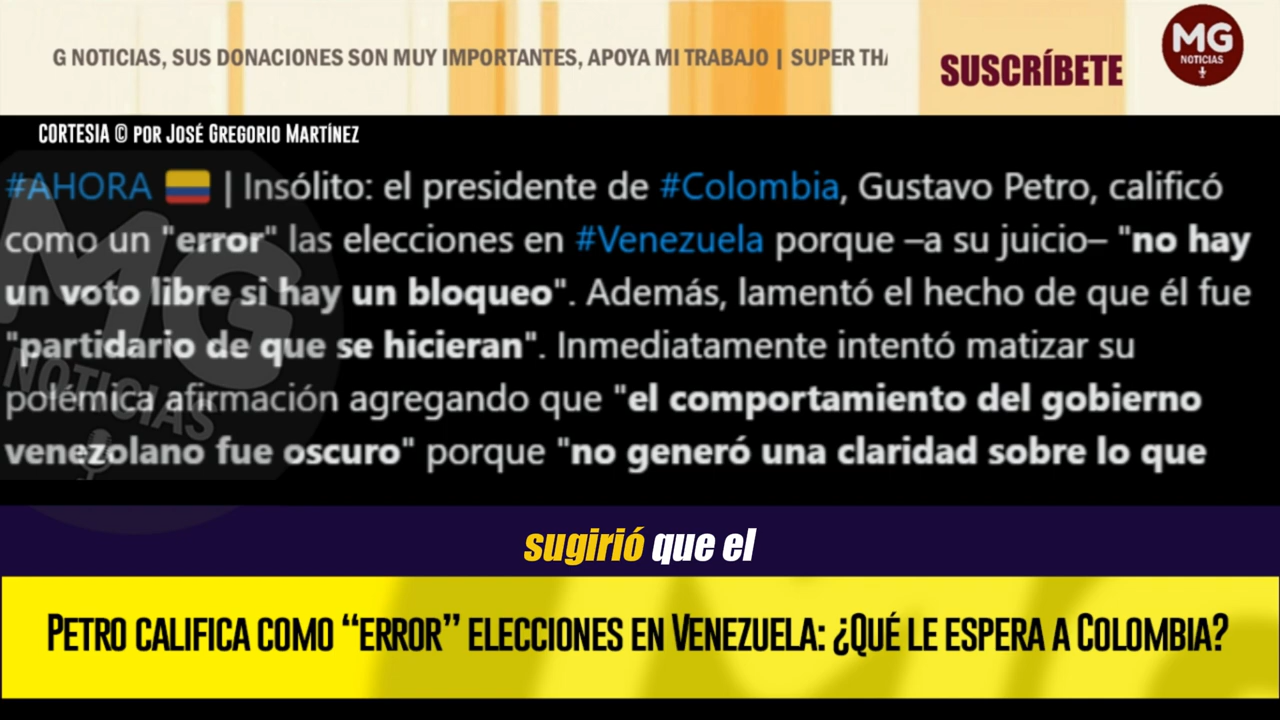 G NOTICIAS, SUS DONACIONES SON MUY IMPORTANTES, APOYA MI TRABAJO | SUPER THA
SUSCRÍBETE
MG
NOTICIAS
CORTESIA © POR JOSÉ GREGORIO MARTÍNEZ
#AHORA 🇨🇴 | Insólito: el presidente de #Colombia, Gustavo Petro, calificó
como un "error" las elecciones en #Venezuela porque –a su juicio– "no hay
un voto libre si hay un bloqueo". Además, lamentó el hecho de que él fue
"partidario de que se hicieran". Inmediatamente intentó matizar su
polémica afirmación agregando que "el comportamiento del gobierno
venezolano fue oscuro" porque "no generó una claridad sobre lo que
MG
NOTICIAS
sugirió que el
PETRO CALIFICA COMO “ERROR” ELECCIONES EN VENEZUELA: ¿QUÉ LE ESPERA A COLOMBIA?